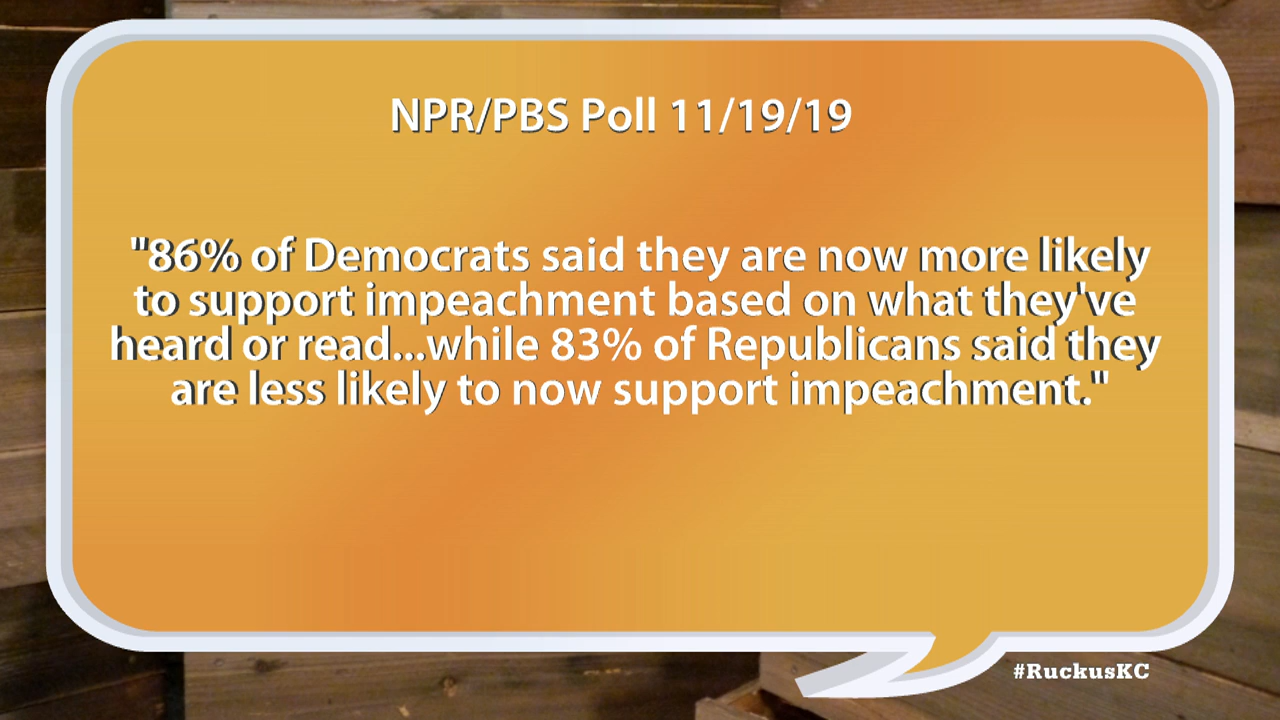 NPR/PBS Poll 11/19/19
"86% of Democrats said they are now more likely
to support impeachment based on what they've
heard or read...while 83% of Republicans said they
are less likely to now support impeachment."
#RuckusKC